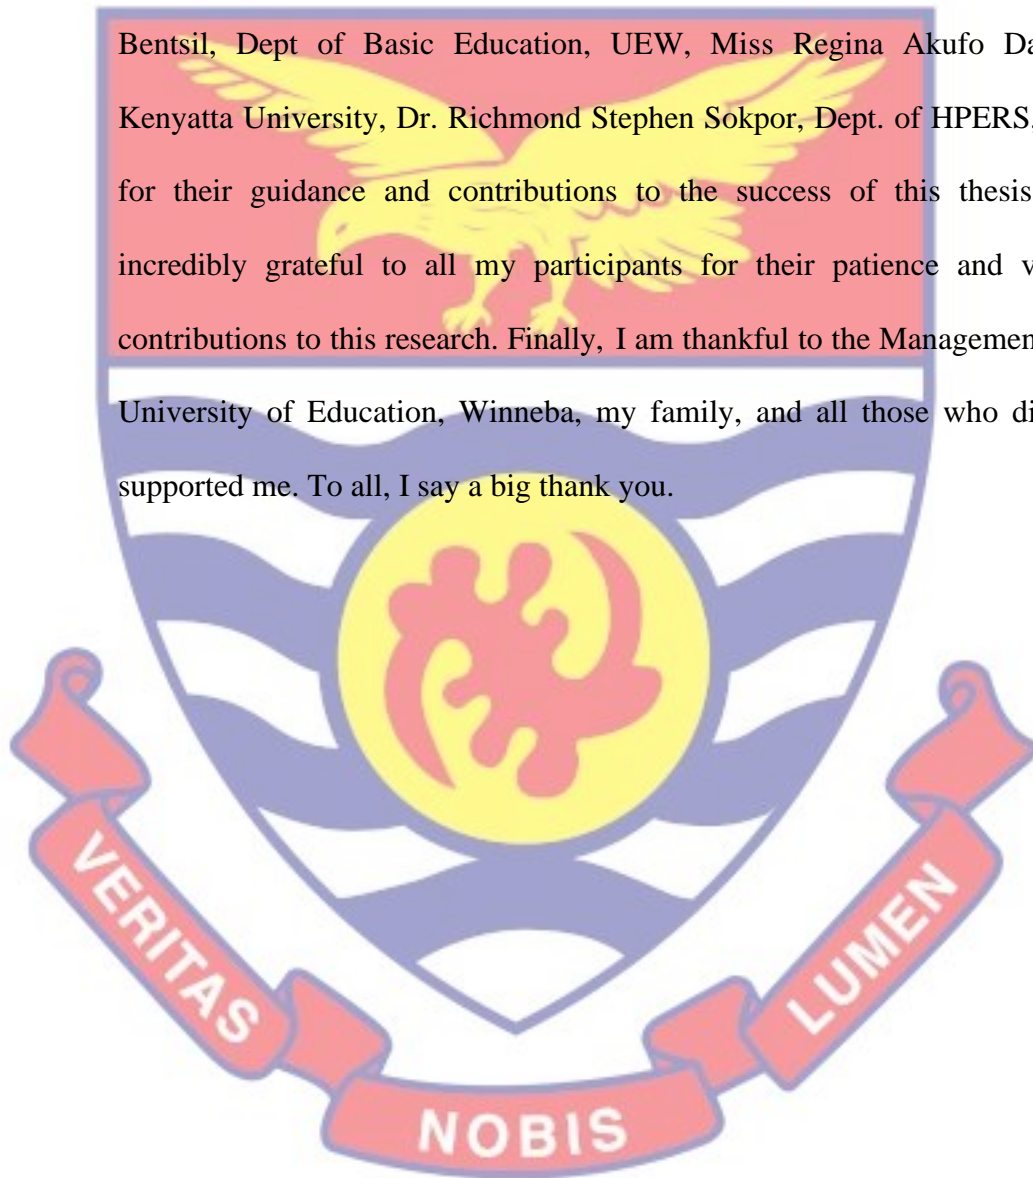 Bentsil, Dept of Basic Education, UEW, Miss Regina Akufo
Kenyatta University, Dr. Richmond Stephen Sokpor, Dept. of HPERS.
for their guidance and contributions to the success of this thesis
incredibly grateful to all my participants for their patience and
contributions to this research. Finally, I am thankful to the
University of Education, Winneba, my family, and all those who
supported me. To all, I say a big thank you.
VERITAS
NOBIS
LUMEN